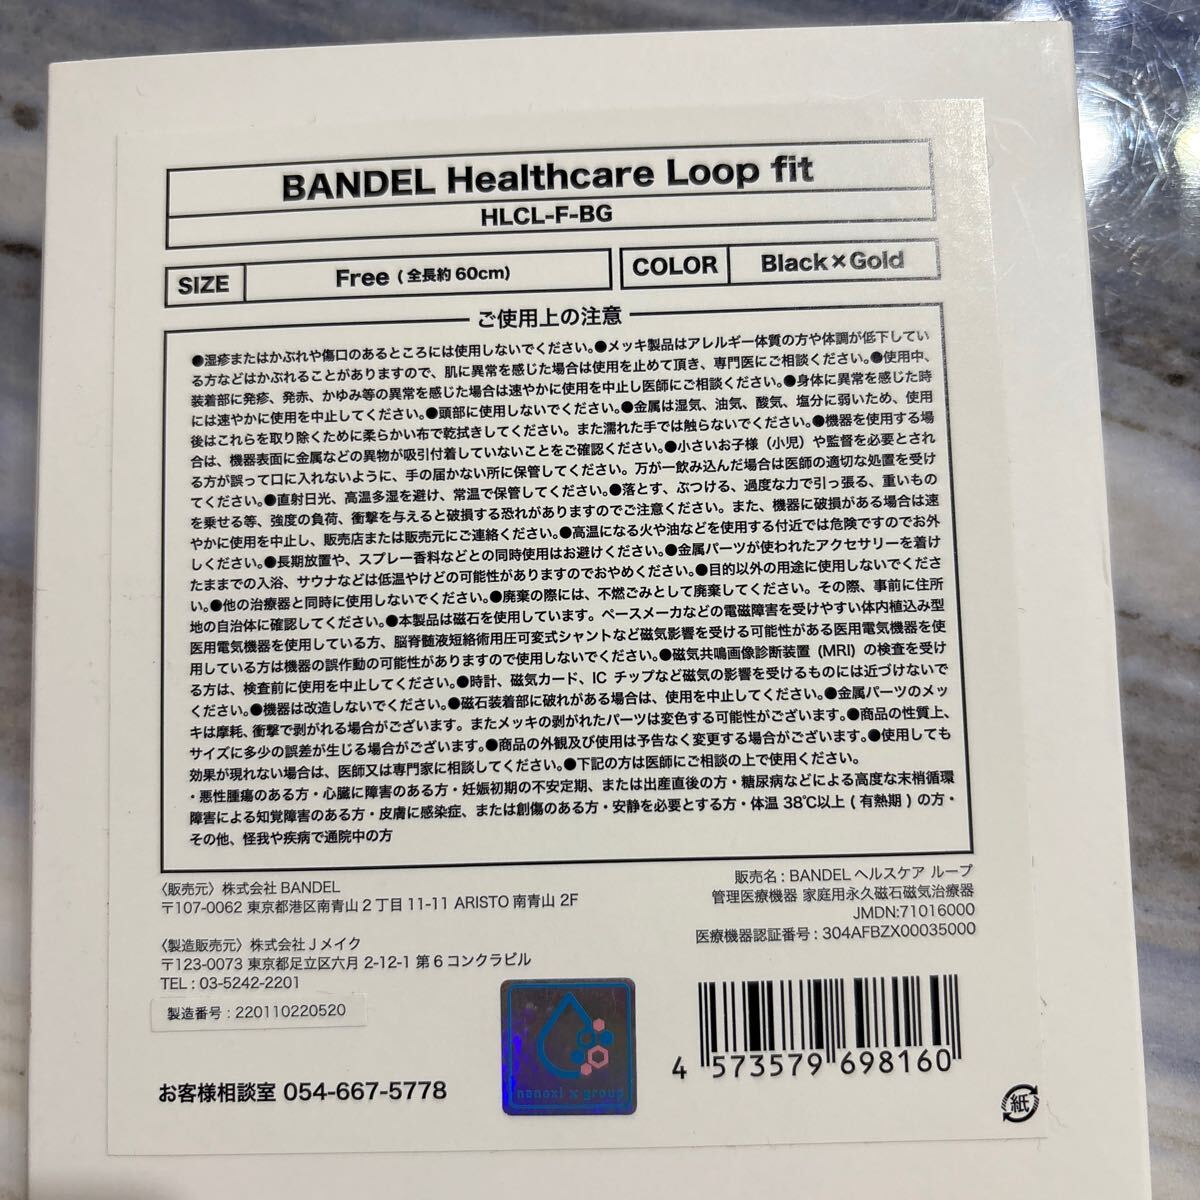 BANDEL Healthcare Loop fit
HLCL-F-BG
SIZE Free (全長約60cm) COLOR Black×Gold
ご使用上の注意
●湿疹またはかぶれや傷口のあるところには使用しないでください。●メッキ製品はアレルギー体質の方や体調が低下してい
る方などはかぶれることがありますので、肌に異常を感じた場合は使用を止めて頂き、専門医にご相談ください。●使用中、
装着部に発疹、発赤、かゆみ等の異常を感じた場合は速やかに使用を中止し医師にご相談ください。●身体に異常を感じた時
には速やかに使用を中止してください。●頭部に使用しないでください。●金属は湿気、油気、酸気、塩分に弱いため、使用
後はこれらを取り除くために柔らかい布で乾拭きしてください。また濡れた手では触らないでください。●機器を使用する場
合は、機器表面に金属などの異物が吸引付着していないことをご確認ください。●小さいお子様（小児）や監督を必要とされ
る方が誤って口に入れないように、手の届かない所に保管してください。万が一飲み込んだ場合は医師の適切な処置を受け
てください。●直射日光、高温多湿を避け、常温で保管してください。●落とす、ぶつける、過度な力で引っ張る、重いもの
を乗せる等、強度の負荷、衝撃を与えると破損する恐れがありますのでご注意ください。また、機器に破損がある場合は速
やかに使用を中止し、販売店または販売元にご連絡ください。●高温になる火や油などを使用する付近では危険ですのでお外
しください。●長期放置や、スプレー香料などとの同時使用はお避けください。●金属パーツが使われたアクセサリーを着け
たままでの入浴、サウナなどは低温やけどの可能性がありますのでおやめください。●目的以外の用途に使用しないでくださ
い。●他の治療器と同時に使用しないでください。●廃棄の際には、不燃ごみとして廃棄してください。その際、事前に住所
地の自治体に確認してください。●本製品は磁石を使用しています。ペースメーカなどの電磁障害を受けやすい体内植込み型
医用電気機器を使用している方、脳脊髄液短絡術用圧可変式シャントなど磁気影響を受ける可能性がある医用電気機器を使
用している方は機器の誤作動の可能性がありますので使用しないでください。●磁気共鳴画像診断装置（MRI）の検査を受け
る方は、検査前に使用を中止してください。●時計、磁気カード、IC チップなど磁気の影響を受けるものには近づけないで
ください。●機器は改造しないでください。●磁石装着部に破れがある場合は、使用を中止してください。●金属パーツのメッ
キは摩耗、衝撃で剥がれる場合がございます。またメッキの剥がれたパーツは変色する可能性がございます。●商品の性質上、
サイズに多少の誤差が生じる場合がございます。●商品の外観及び使用は予告なく変更する場合がございます。●使用しても
効果が現れない場合は、医師又は専門家に相談してください。●下記の方は医師にご相談の上で使用ください。
・悪性腫瘍のある方・心臓に障害のある方・妊娠初期の不安定期、または出産直後の方・糖尿病などによる高度な末梢循環
障害による知覚障害のある方・皮膚に感染症、または創傷のある方・安静を必要とする方・体温 38℃以上 ( 有熱期 ) の方・
その他、怪我や疾病で通院中の方
〈販売元〉株式会社 BANDEL
〒107-0062 東京都港区南青山2丁目11-11 ARISTO 南青山 2F
〈製造販売元〉株式会社Jメイク
〒123-0073 東京都足立区六月 2-12-1 第6コンクラビル
TEL : 03-5242-2201
製造番号 : 220110220520
お客様相談室 054-667-5778
販売名 : BANDEL ヘルスケア ループ
管理医療機器 家庭用永久磁石磁気治療器
JMDN:71016000
医療機器認証番号 : 304AFBZX00035000
nanoxi x group
4 573579 698160
紙